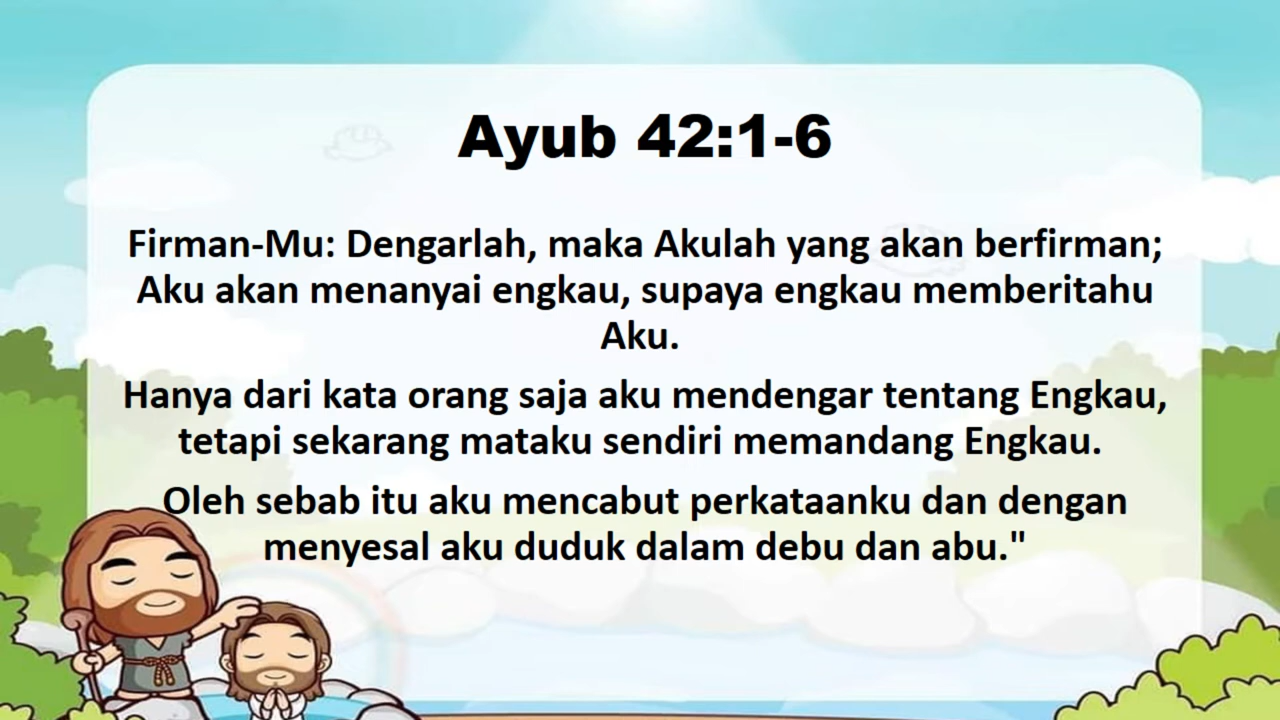 Ayub 42:1-6
Firman-Mu: Dengarlah, maka Akulah yang akan berfirman;
Aku akan menanyai engkau, supaya engkau memberitahu
Aku.
Hanya dari kata orang saja aku mendengar tentang Engkau,
tetapi sekarang mataku sendiri memandang Engkau.
Oleh sebab itu aku mencabut perkataanku dan dengan
menyesal aku duduk dalam debu dan abu."